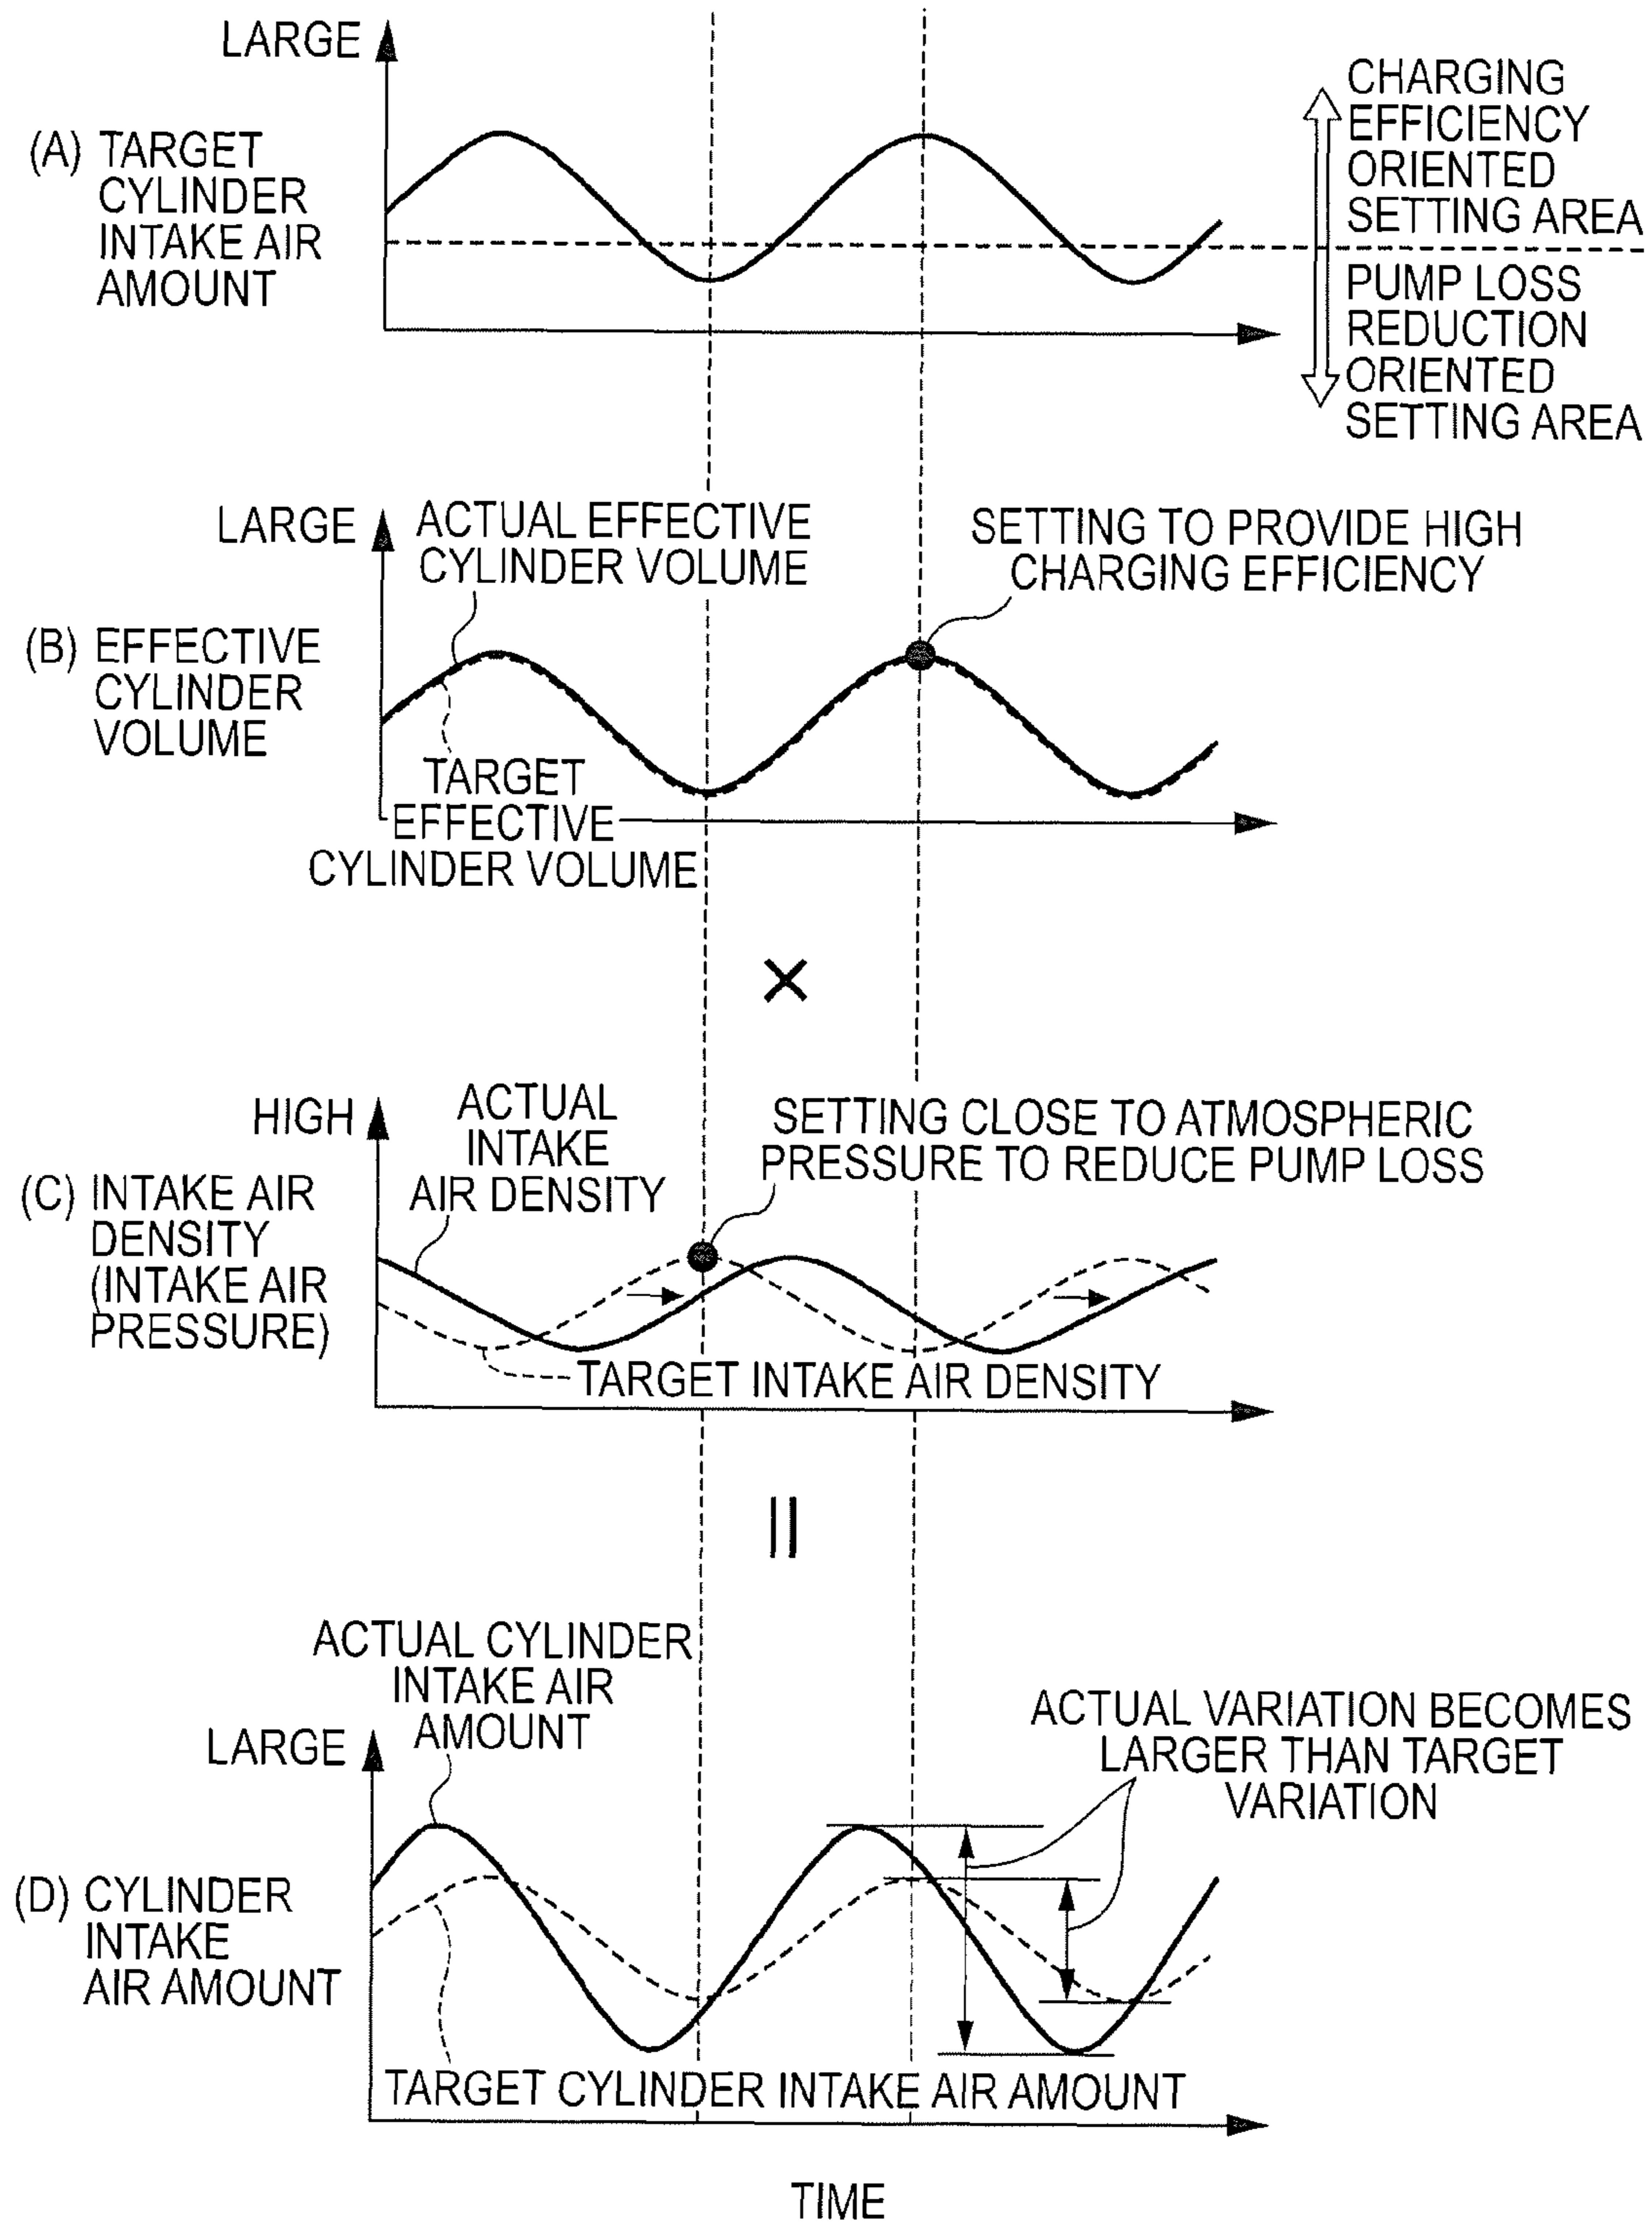 LARGE
(A) TARGET
CYLINDER
INTAKE AIR
AMOUNT
CHARGING
EFFICIENCY
ORIENTED
SETTING AREA
PUMP LOSS
REDUCTION
ORIENTED
SETTING AREA
LARGE
ACTUAL EFFECTIVE
CYLINDER VOLUME
SETTING TO PROVIDE HIGH
CHARGING EFFICIENCY
(B) EFFECTIVE
CYLINDER
VOLUME
TARGET
EFFECTIVE
CYLINDER VOLUME
×
HIGH
ACTUAL
INTAKE
AIR DENSITY
SETTING CLOSE TO ATMOSPHERIC
PRESSURE TO REDUCE PUMP LOSS
(C) INTAKE AIR
DENSITY
(INTAKE AIR
PRESSURE)
TARGET INTAKE AIR DENSITY
||
ACTUAL CYLINDER
INTAKE AIR
AMOUNT
LARGE
ACTUAL VARIATION BECOMES
LARGER THAN TARGET
VARIATION
(D) CYLINDER
INTAKE
AIR AMOUNT
TARGET CYLINDER INTAKE AIR AMOUNT
TIME